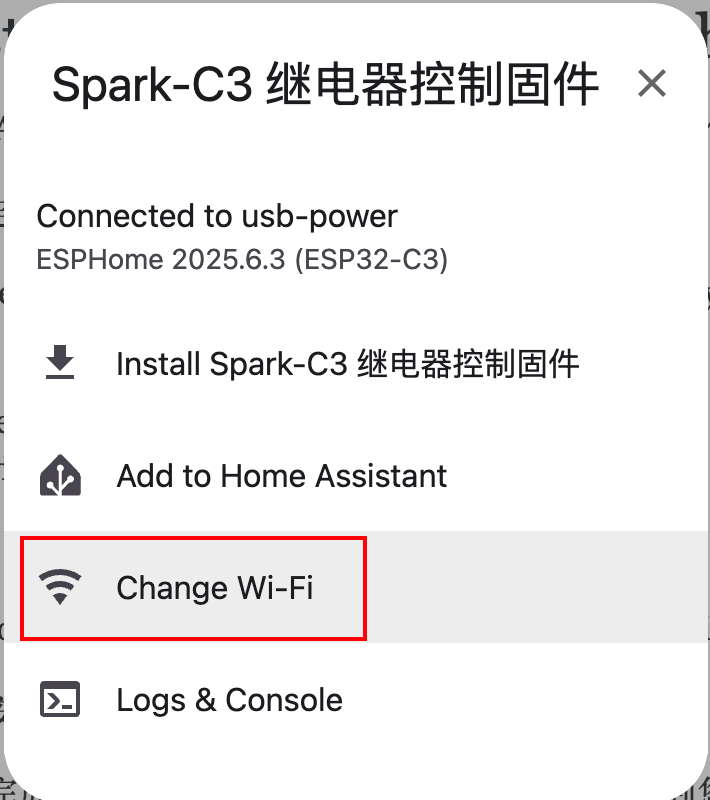 Spark-C3 继电器控制固件
Connected to usb-power
ESPHome 2025.6.3 (ESP32-C3)
Install Spark-C3 继电器控制固件
Add to Home Assistant
Change Wi-Fi
Logs & Console